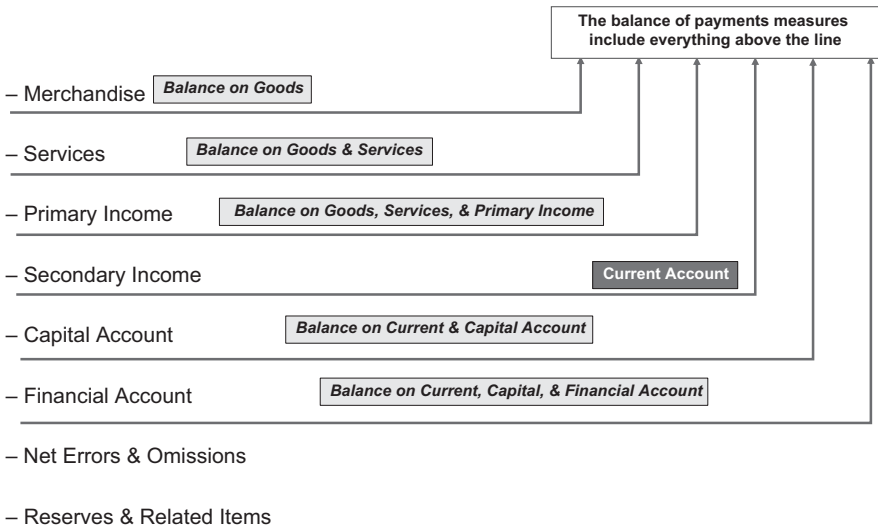 The balance of payments measures
include everything above the line
– Merchandise Balance on Goods
– Services Balance on Goods & Services
– Primary Income Balance on Goods, Services, & Primary Income
– Secondary Income Current Account
– Capital Account Balance on Current & Capital Account
– Financial Account Balance on Current, Capital, & Financial Account
– Net Errors & Omissions
– Reserves & Related Items